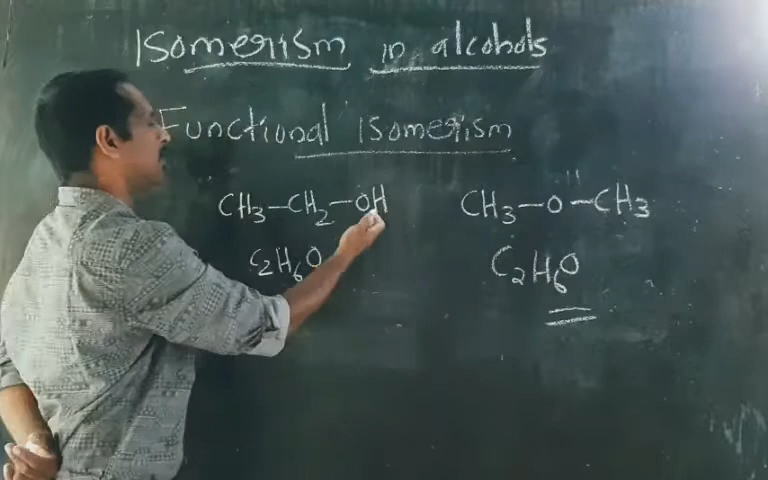 Isomerism in alcohols
Functional isomerism
CH₃–CH₂–OH CH₃–O–CH₃
C₂H₆O C₂H₆O